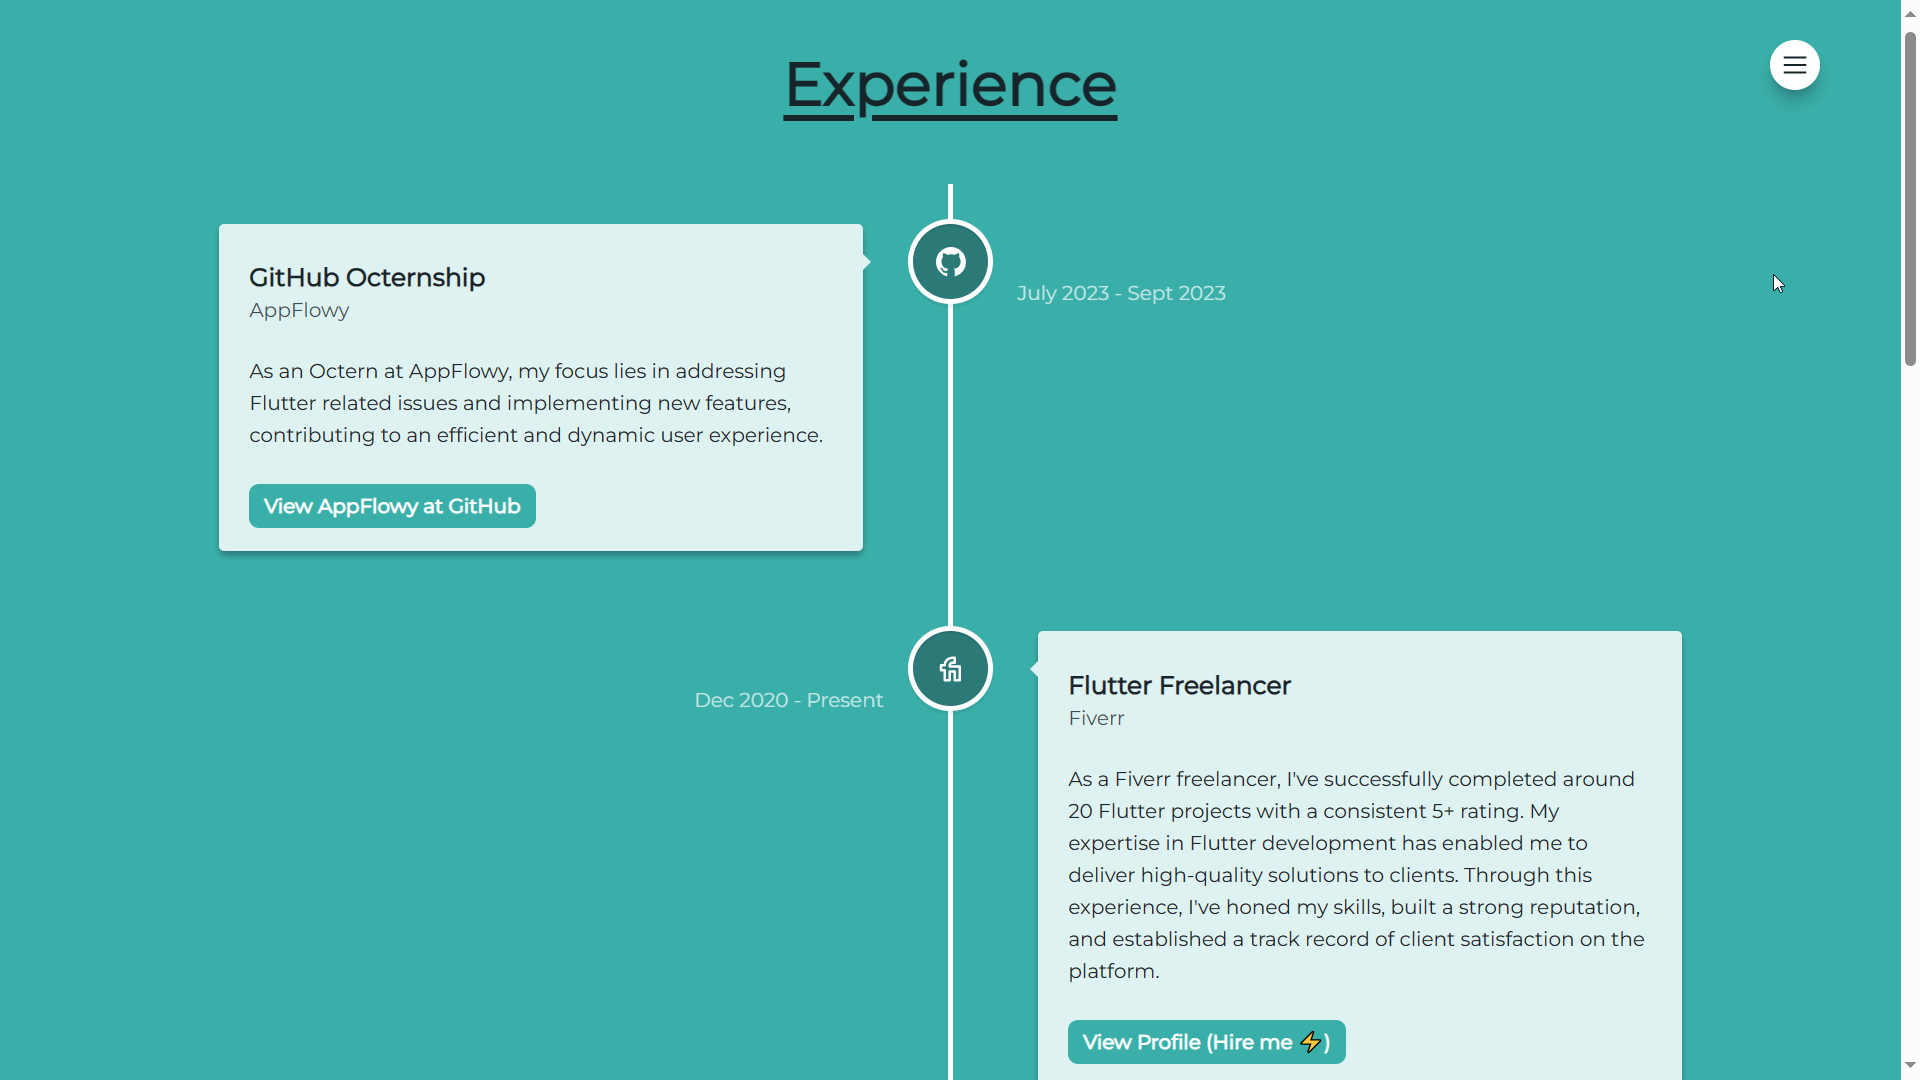 Experience
GitHub Octernship
AppFlowy
As an Octern at AppFlowy, my focus lies in addressing
Flutter related issues and implementing new features,
contributing to an efficient and dynamic user experience.
View AppFlowy at GitHub
July 2023 - Sept 2023
Dec 2020 - Present
Flutter Freelancer
Fiverr
As a Fiverr freelancer, I've successfully completed around
20 Flutter projects with a consistent 5+ rating. My
expertise in Flutter development has enabled me to
deliver high-quality solutions to clients. Through this
experience, I've honed my skills, built a strong reputation,
and established a track record of client satisfaction on the
platform.
View Profile (Hire me ⚡)